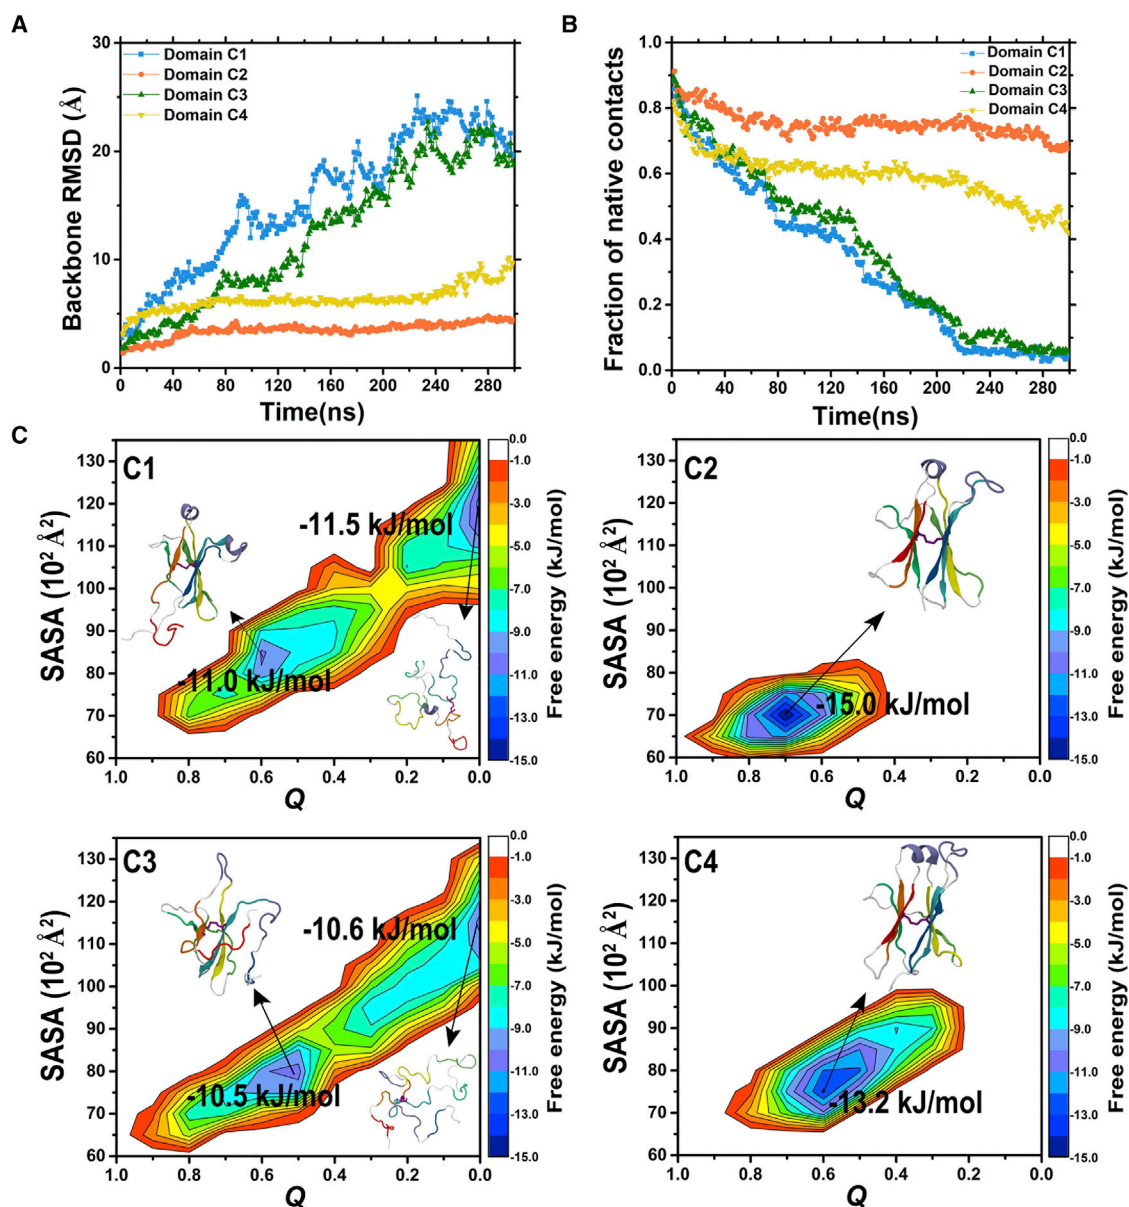 A
30
20
10
0
Backbone RMSD (Å)
Domain C1
Domain C2
Domain C3
Domain C4
0 40 80 120 160 200 240 280
Time(ns)
B
1.0
0.8
0.6
0.4
0.2
0.0
Fraction of native contacts
Domain C1
Domain C2
Domain C3
Domain C4
0 40 80 120 160 200 240 280
Time(ns)
C
C1
130
120
110
100
90
80
70
60
SASA (10² Å²)
-11.5 kJ/mol
-11.0 kJ/mol
1.0 0.8 0.6 0.4 0.2 0.0
Q
0.0
-1.0
-3.0
-5.0
-7.0
-9.0
-11.0
-13.0
-15.0
Free energy (kJ/mol)
C2
130
120
110
100
90
80
70
60
SASA (10² Å²)
-15.0 kJ/mol
1.0 0.8 0.6 0.4 0.2 0.0
Q
0.0
-1.0
-3.0
-5.0
-7.0
-9.0
-11.0
-13.0
-15.0
Free energy (kJ/mol)
C3
130
120
110
100
90
80
70
60
SASA (10² Å²)
-10.6 kJ/mol
-10.5 kJ/mol
1.0 0.8 0.6 0.4 0.2 0.0
Q
0.0
-1.0
-3.0
-5.0
-7.0
-9.0
-11.0
-13.0
-15.0
Free energy (kJ/mol)
C4
130
120
110
100
90
80
70
60
SASA (10² Å²)
-13.2 kJ/mol
1.0 0.8 0.6 0.4 0.2 0.0
Q
0.0
-1.0
-3.0
-5.0
-7.0
-9.0
-11.0
-13.0
-15.0
Free energy (kJ/mol)